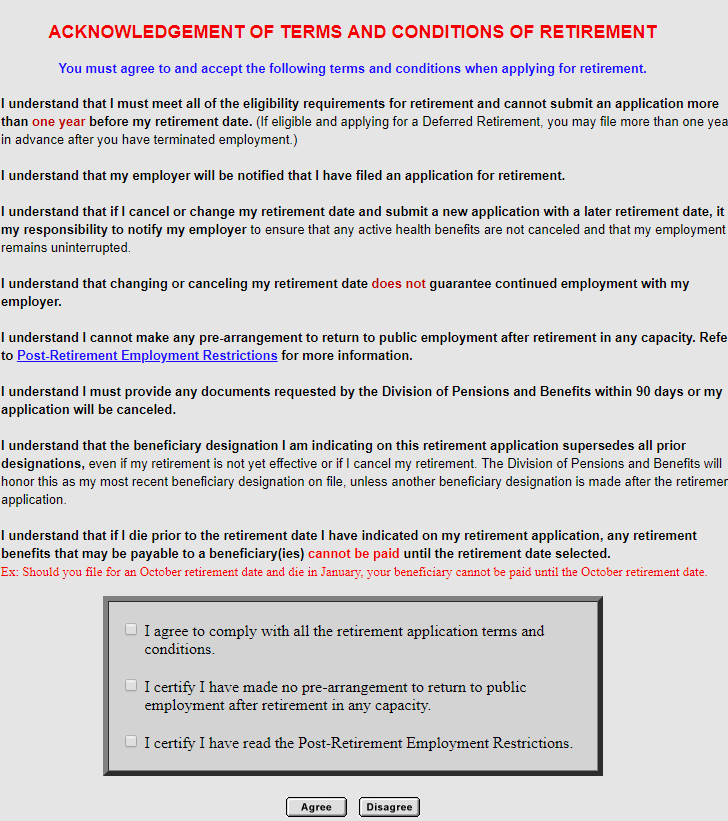 ACKNOWLEDGEMENT OF TERMS AND CONDITIONS OF RETIREMENT
You must agree to and accept the following terms and conditions when applying for retirement.
I understand that I must meet all of the eligibility requirements for retirement and cannot submit an application more
than one year before my retirement date. (If eligible and applying for a Deferred Retirement, you may file more than one yea
in advance after you have terminated employment.)
I understand that my employer will be notified that I have filed an application for retirement.
I understand that if I cancel or change my retirement date and submit a new application with a later retirement date, it
my responsibility to notify my employer to ensure that any active health benefits are not canceled and that my employment
remains uninterrupted.
I understand that changing or canceling my retirement date does not guarantee continued employment with my
employer.
I understand I cannot make any pre-arrangement to return to public employment after retirement in any capacity. Refe
to Post-Retirement Employment Restrictions for more information.
I understand I must provide any documents requested by the Division of Pensions and Benefits within 90 days or my
application will be canceled.
I understand that the beneficiary designation I am indicating on this retirement application supersedes all prior
designations, even if my retirement is not yet effective or if I cancel my retirement. The Division of Pensions and Benefits will
honor this as my most recent beneficiary designation on file, unless another beneficiary designation is made after the retiremer
application.
I understand that if I die prior to the retirement date I have indicated on my retirement application, any retirement
benefits that may be payable to a beneficiary(ies) cannot be paid until the retirement date selected.
Ex: Should you file for an October retirement date and die in January, your beneficiary cannot be paid until the October retirement date.
I agree to comply with all the retirement application terms and
conditions.
I certify I have made no pre-arrangement to return to public
employment after retirement in any capacity.
I certify I have read the Post-Retirement Employment Restrictions.
Agree Disagree